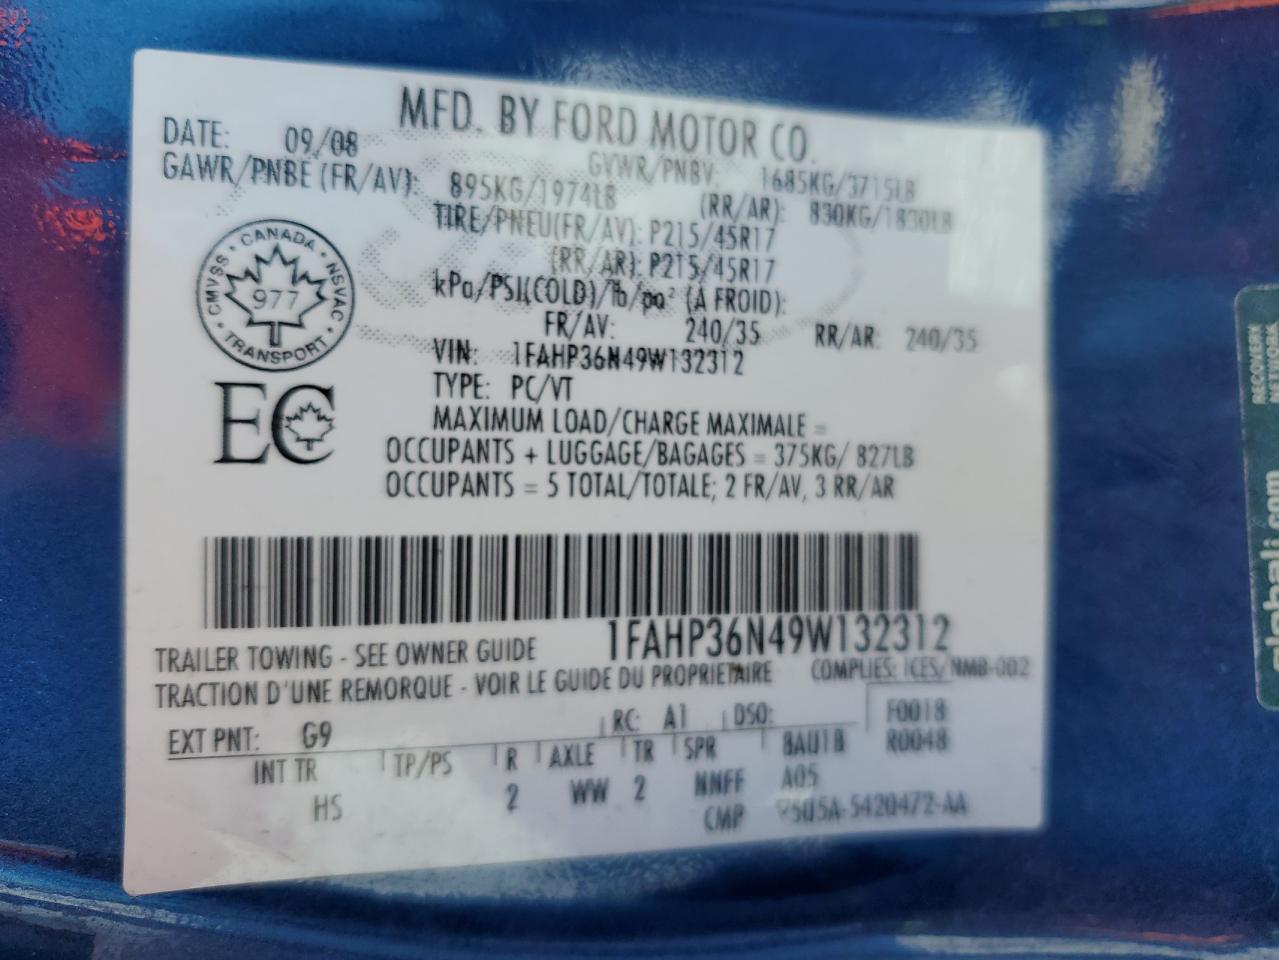 MFD. BY FORD MOTOR CO.
DATE: 09/08 GVWR/PNBV: 1685KG/3715LB
GAWR/PNBE (FR/AV): 895KG/1974LB (RR/AR): 830KG/1830LB
TIRE/PNEU(FR/AV): P215/45R17
(RR/AR): P215/45R17
kPa/PSI(COLD)/lb/po² (A FROID):
FR/AV: 240/35 RR/AR: 240/35
VIN: 1FAHP36N49W132312
TYPE: PC/VT
MAXIMUM LOAD/CHARGE MAXIMALE =
OCCUPANTS + LUGGAGE/BAGAGES = 375KG/ 827LB
OCCUPANTS = 5 TOTAL/TOTALE; 2 FR/AV, 3 RR/AR
CANADA
CMVSS
NSVAC
977
TRANSPORT
EC
1FAHP36N49W132312
TRAILER TOWING - SEE OWNER GUIDE
TRACTION D'UNE REMORQUE - VOIR LE GUIDE DU PROPRIETAIRE
COMPLIES: ICES/NMB-002
EXT PNT: G9 RC: A1 DSO: F0018
INT TR TP/PS R AXLE TR SPR 8AU1B R0048
HS 2 WW 2 NNFF A05
CMP 5U5A-5420472-AA
RECOVERY
NETWORK